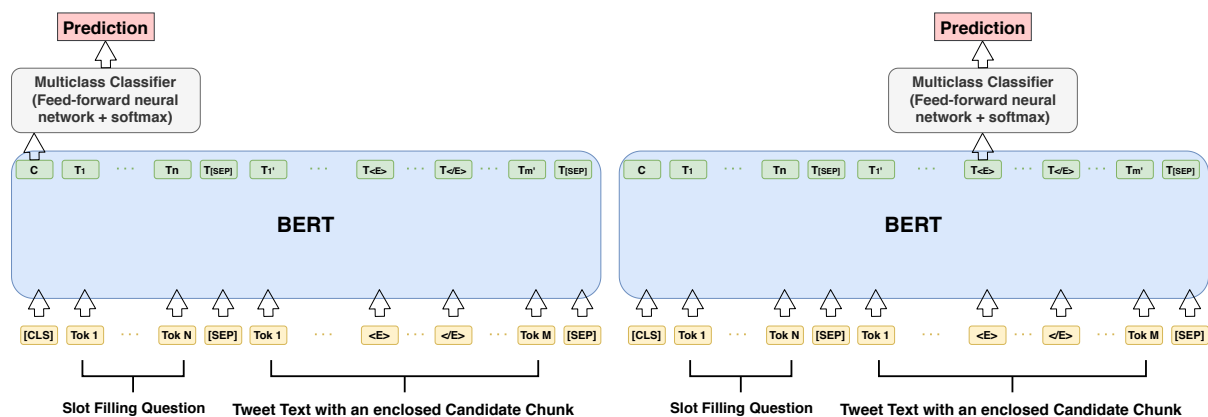 Prediction
Multiclass Classifier
(Feed-forward neural
network + softmax)
C T1 ... Tn T[SEP] T1' ... T<E> ... T</E> ... Tm' T[SEP]
BERT
[CLS] Tok 1 ... Tok N [SEP] Tok 1 ... <E> ... </E> ... Tok M [SEP]
Slot Filling Question Tweet Text with an enclosed Candidate Chunk
Prediction
Multiclass Classifier
(Feed-forward neural
network + softmax)
C T1 ... Tn T[SEP] T1' ... T<E> ... T</E> ... Tm' T[SEP]
BERT
[CLS] Tok 1 ... Tok N [SEP] Tok 1 ... <E> ... </E> ... Tok M [SEP]
Slot Filling Question Tweet Text with an enclosed Candidate Chunk